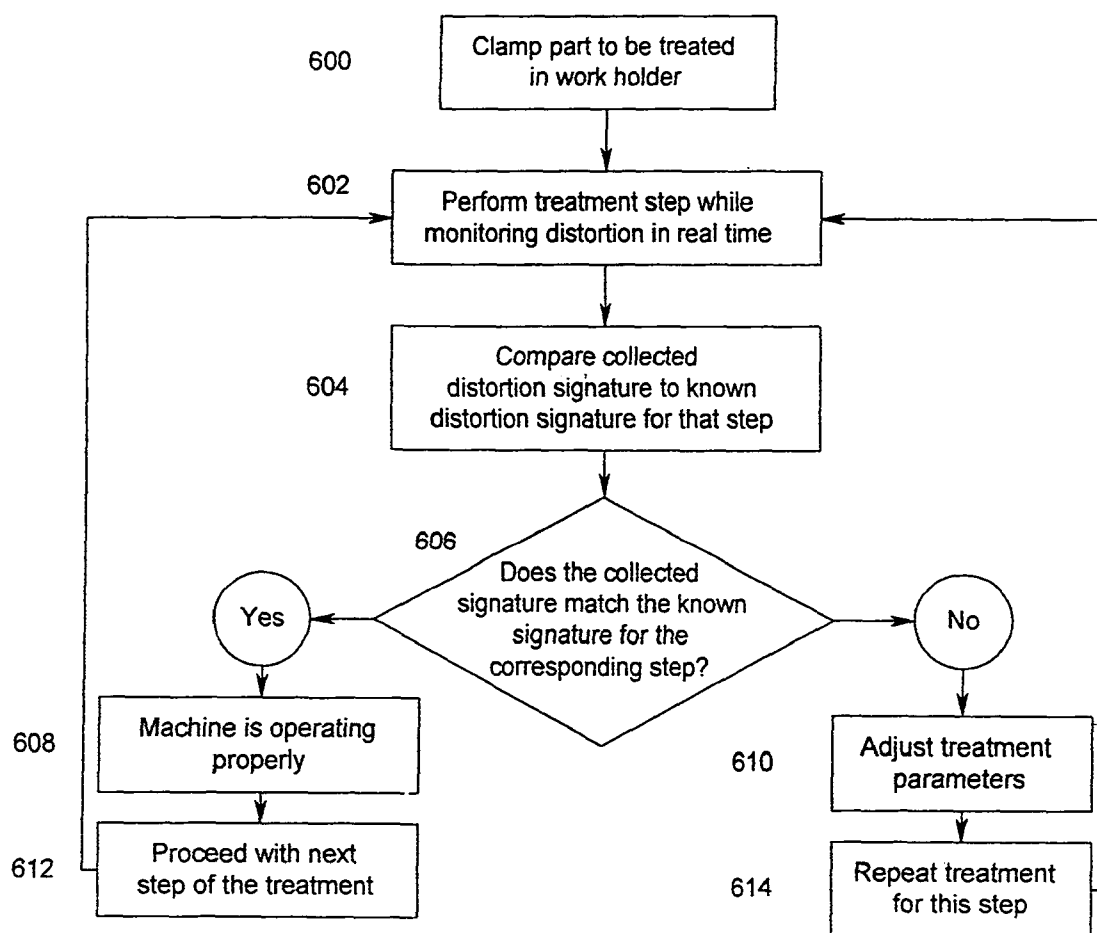 600
Clamp part to be treated
in work holder
602
Perform treatment step while
monitoring distortion in real time
604
Compare collected
distortion signature to known
distortion signature for that step
606
Does the collected
signature match the known
signature for the
corresponding step?
Yes
No
608
Machine is operating
properly
610
Adjust treatment
parameters
612
Proceed with next
step of the treatment
614
Repeat treatment
for this step